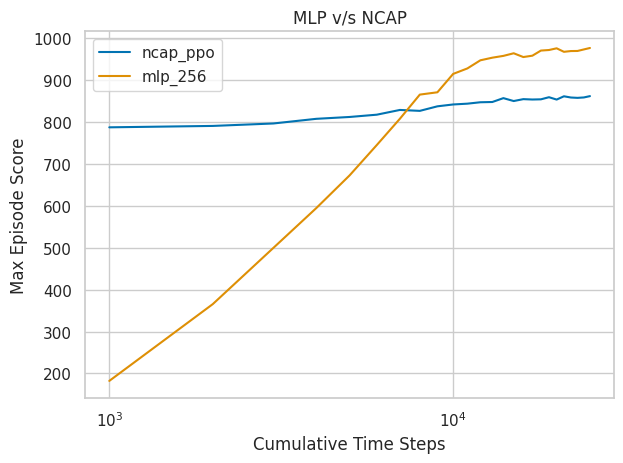 MLP v/s NCAP
ncap_ppo
mlp_256
Max Episode Score
1000
900
800
700
600
500
400
300
200
10³
10⁴
Cumulative Time Steps